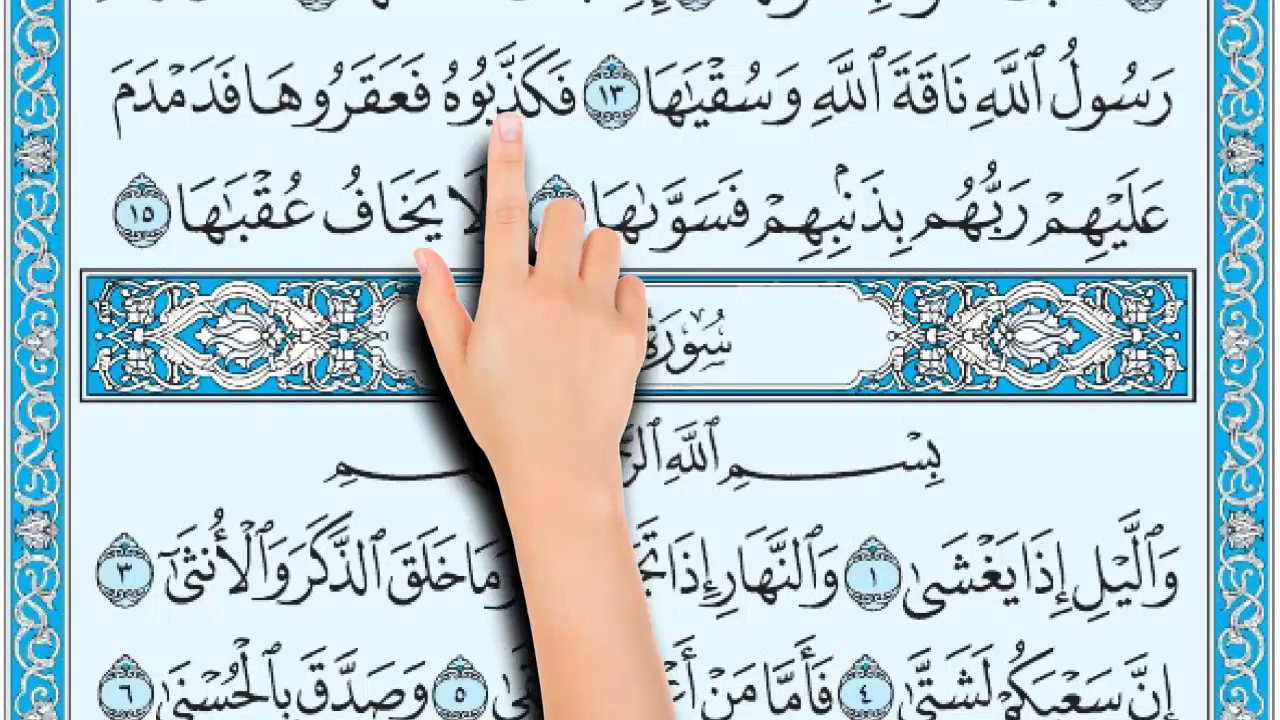 رَسُولُ ٱللَّهِ نَاقَةَ ٱللَّهِ وَسُقْيَٰهَا ١٣ فَكَذَّبُوهُ فَعَقَرُوهَا فَدَمْدَمَ
عَلَيْهِمْ رَبُّهُم بِذَنۢبِهِمْ فَسَوَّىٰهَا وَلَا يَخَافُ عُقْبَٰهَا ١٥
سُورَةُ
بِسْمِ ٱللَّهِ
وَٱلَّيْلِ إِذَا يَغْشَىٰ ١ وَٱلنَّهَارِ إِذَا وَمَا خَلَقَ ٱلذَّكَرَ وَٱلْأُنثَىٰٓ ٣
إِنَّ سَعْيَكُمْ لَشَتَّىٰ ٤ فَأَمَّا مَنْ ٥ وَصَدَّقَ بِٱلْحُسْنَىٰ ٦